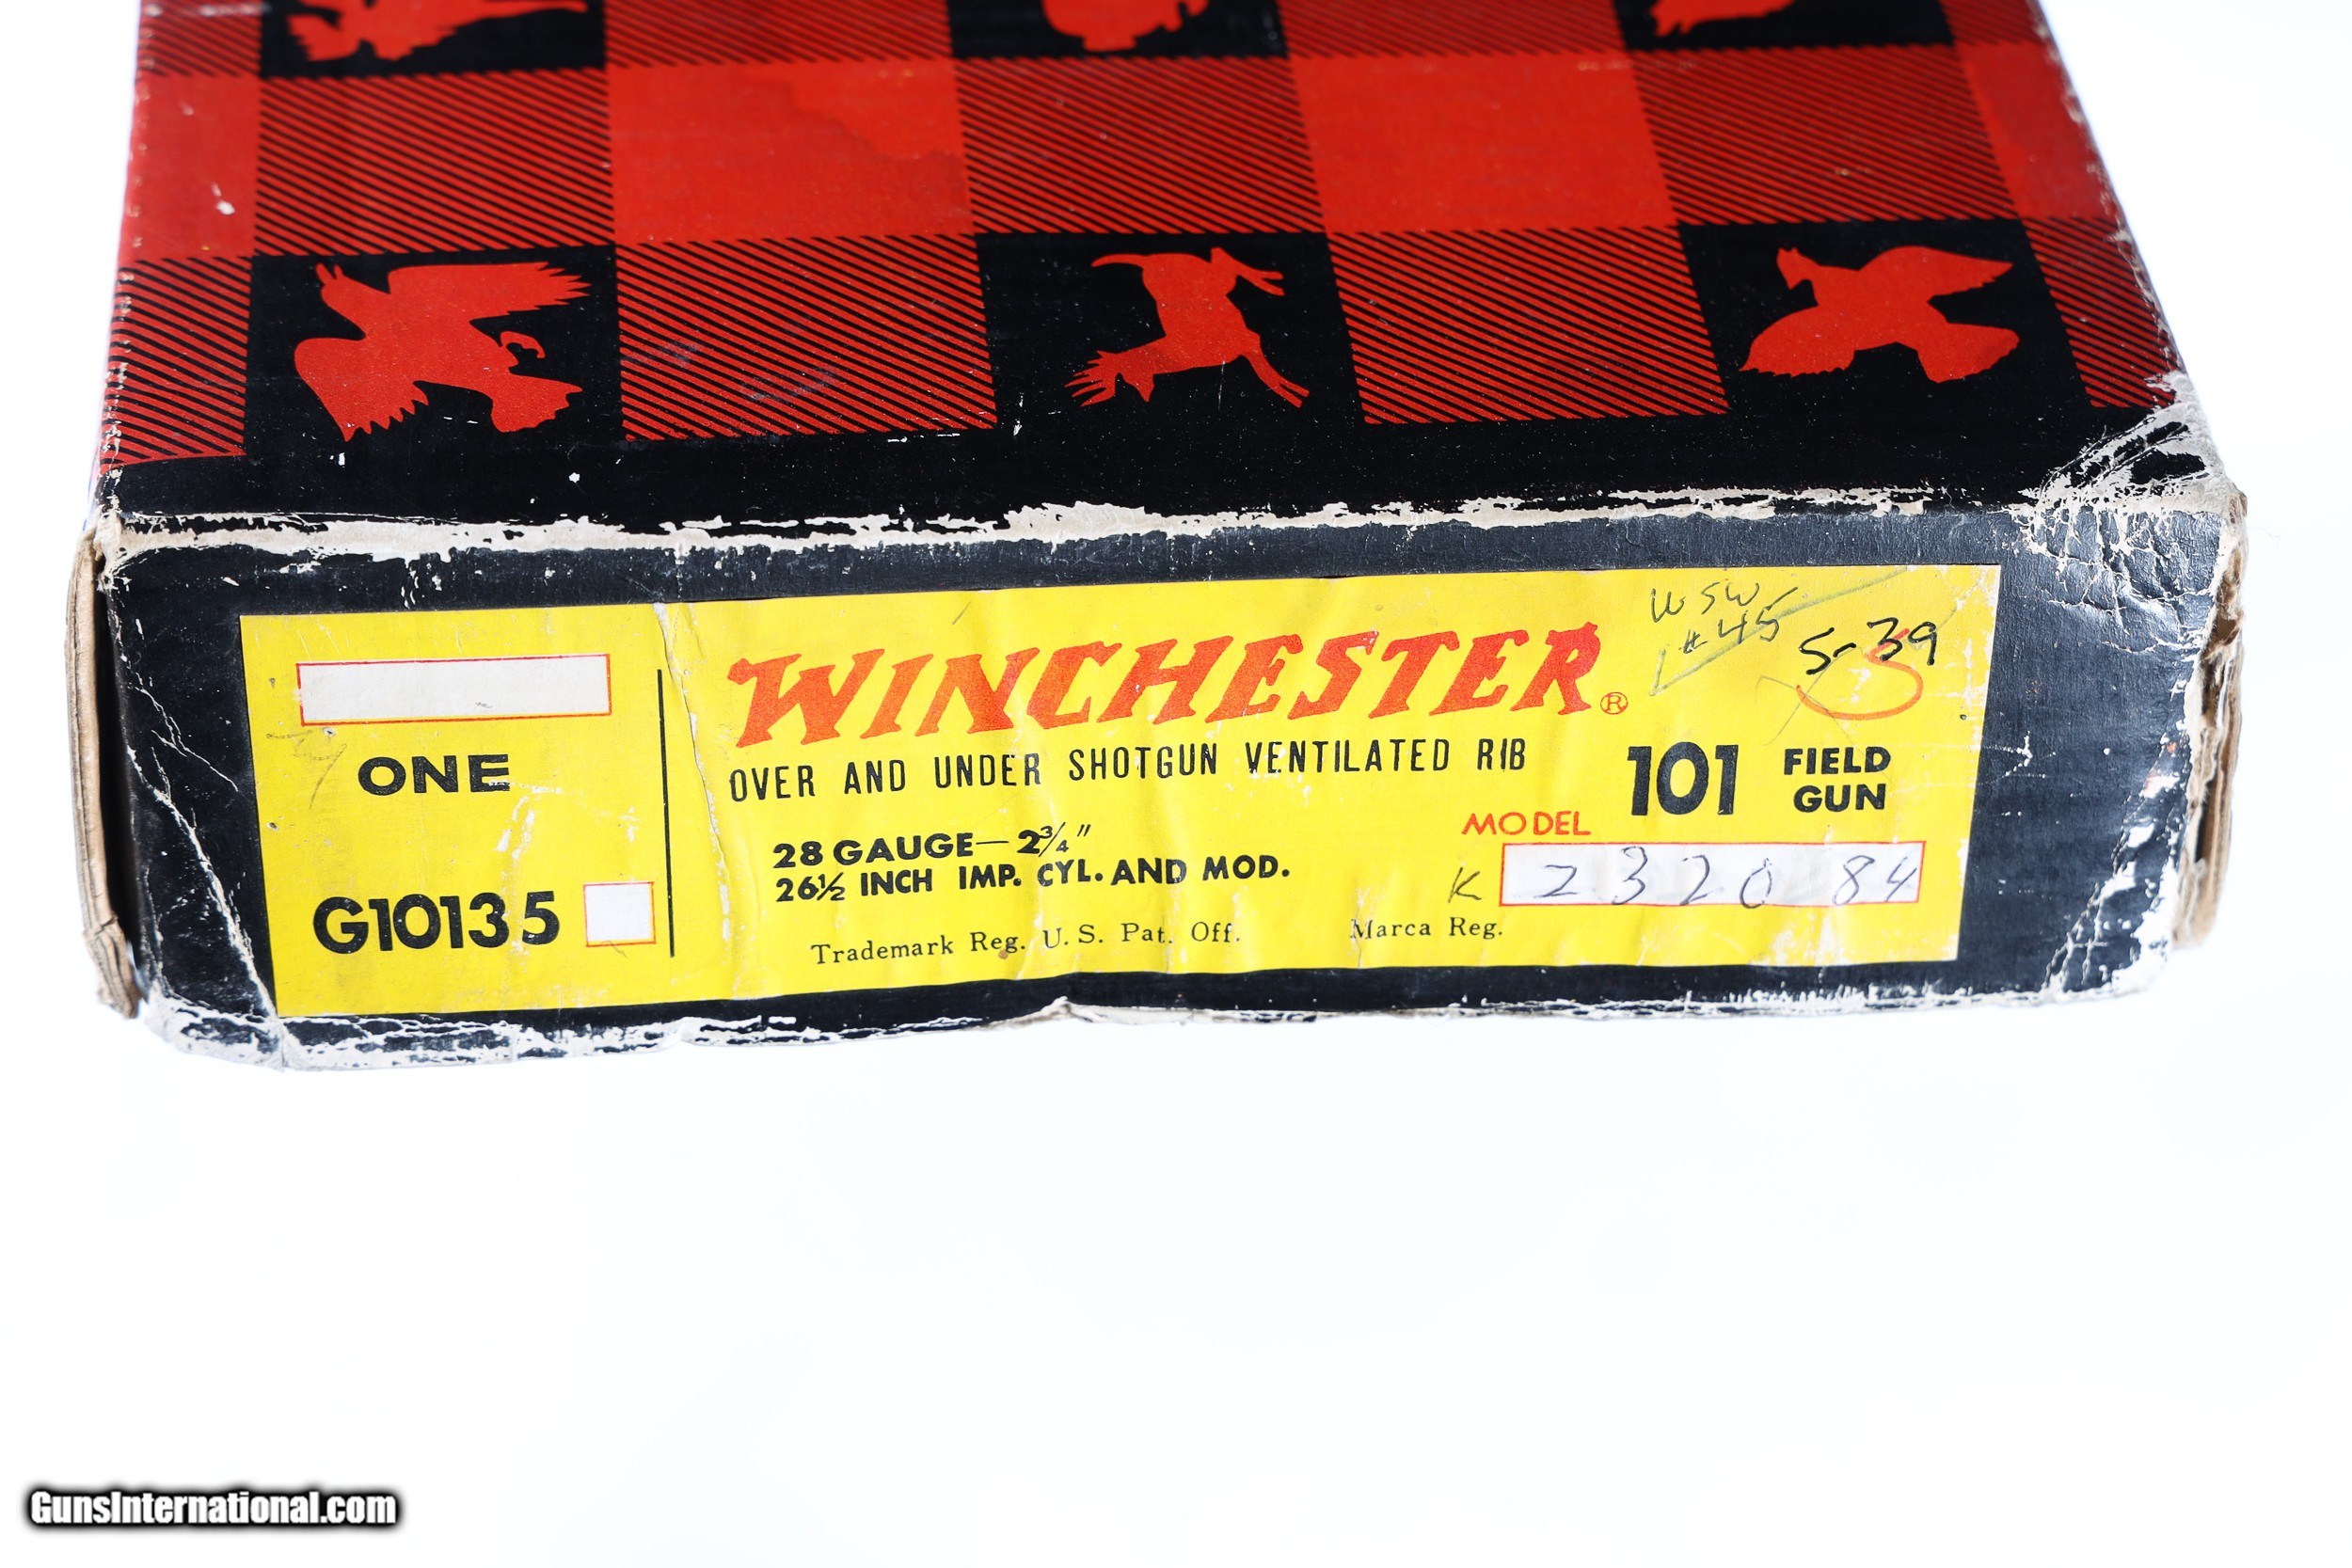 WSW
#45
S-39
WINCHESTER®
OVER AND UNDER SHOTGUN VENTILATED RIB
101 FIELD GUN
MODEL
ONE
28 GAUGE—2¾"
26½ INCH IMP. CYL. AND MOD.
K 232084
G10135
Trademark Reg. U. S. Pat. Off. Marca Reg.
GunsInternational.com